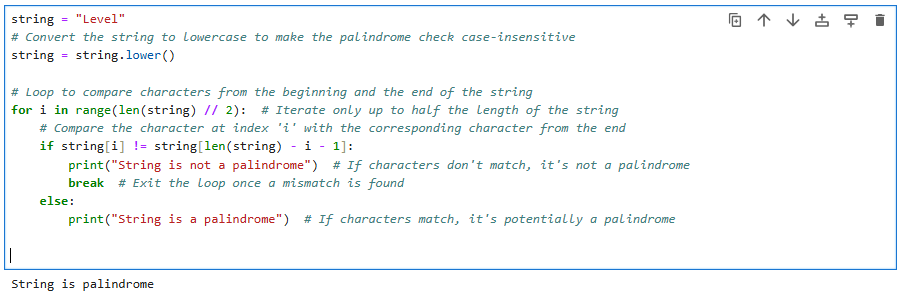 string = "Level"
# Convert the string to lowercase to make the palindrome check case-insensitive
string = string.lower()

# Loop to compare characters from the beginning and the end of the string
for i in range(len(string) // 2):  # Iterate only up to half the length of the string
    # Compare the character at index 'i' with the corresponding character from the end
    if string[i] != string[len(string) - i - 1]:
        print("String is not a palindrome")  # If characters don't match, it's not a palindrome
        break  # Exit the loop once a mismatch is found
    else:
        print("String is a palindrome")  # If characters match, it's potentially a palindrome

String is palindrome